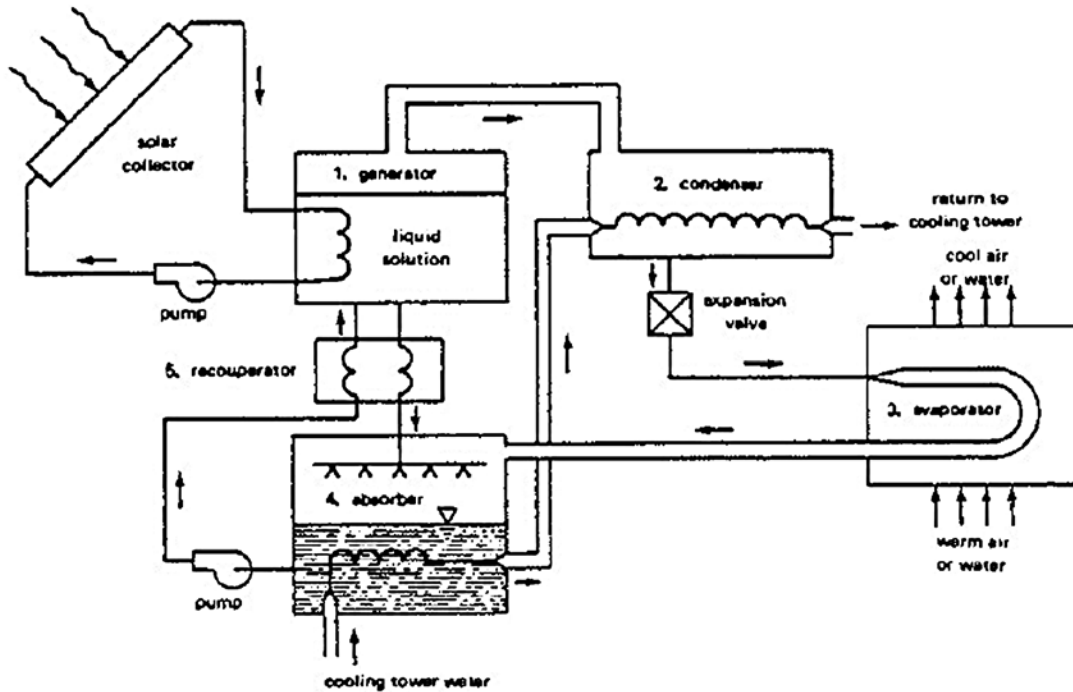 solar
collector
1. generator
2. condenser
return to
cooling tower
liquid
solution
cool air
or water
pump
expansion
valve
5. recouperator
3. evaporator
4. absorber
warm air
or water
pump
cooling tower water